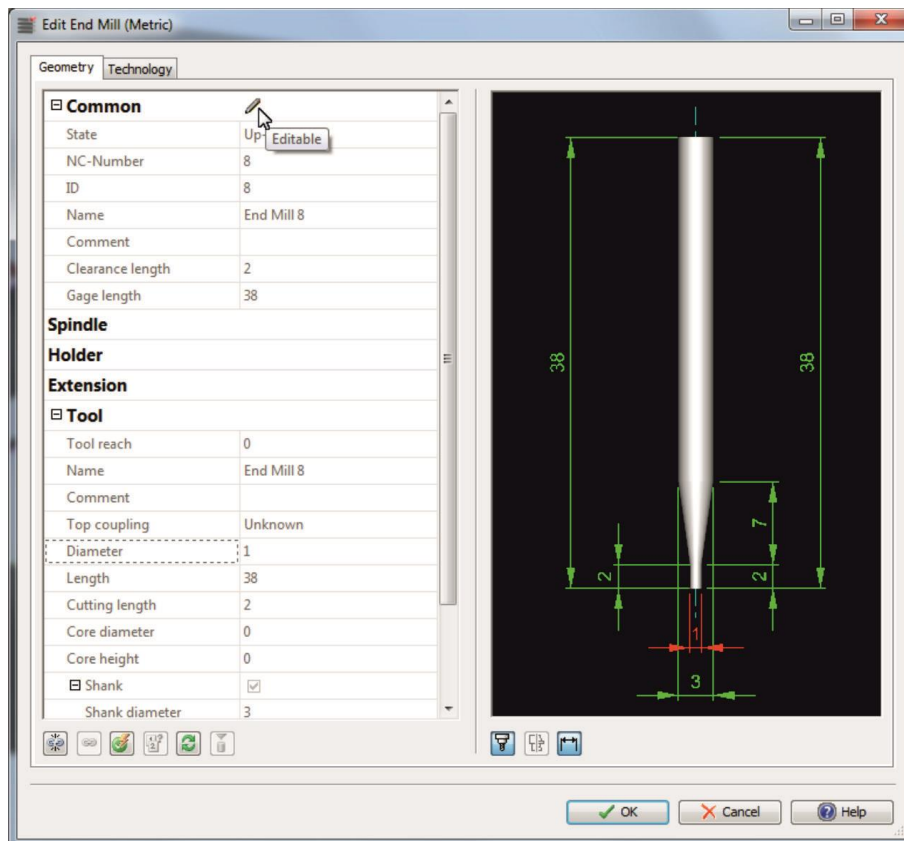 Edit End Mill (Metric)
Geometry Technology
Common
State Up-
Editable
NC-Number 8
ID 8
Name End Mill 8
Comment
Clearance length 2
Gage length 38
Spindle
Holder
Extension
Tool
Tool reach 0
Name End Mill 8
Comment
Top coupling Unknown
Diameter 1
Length 38
Cutting length 2
Core diameter 0
Core height 0
Shank
Shank diameter 3
38
38
7
2
2
1
3
OK Cancel Help